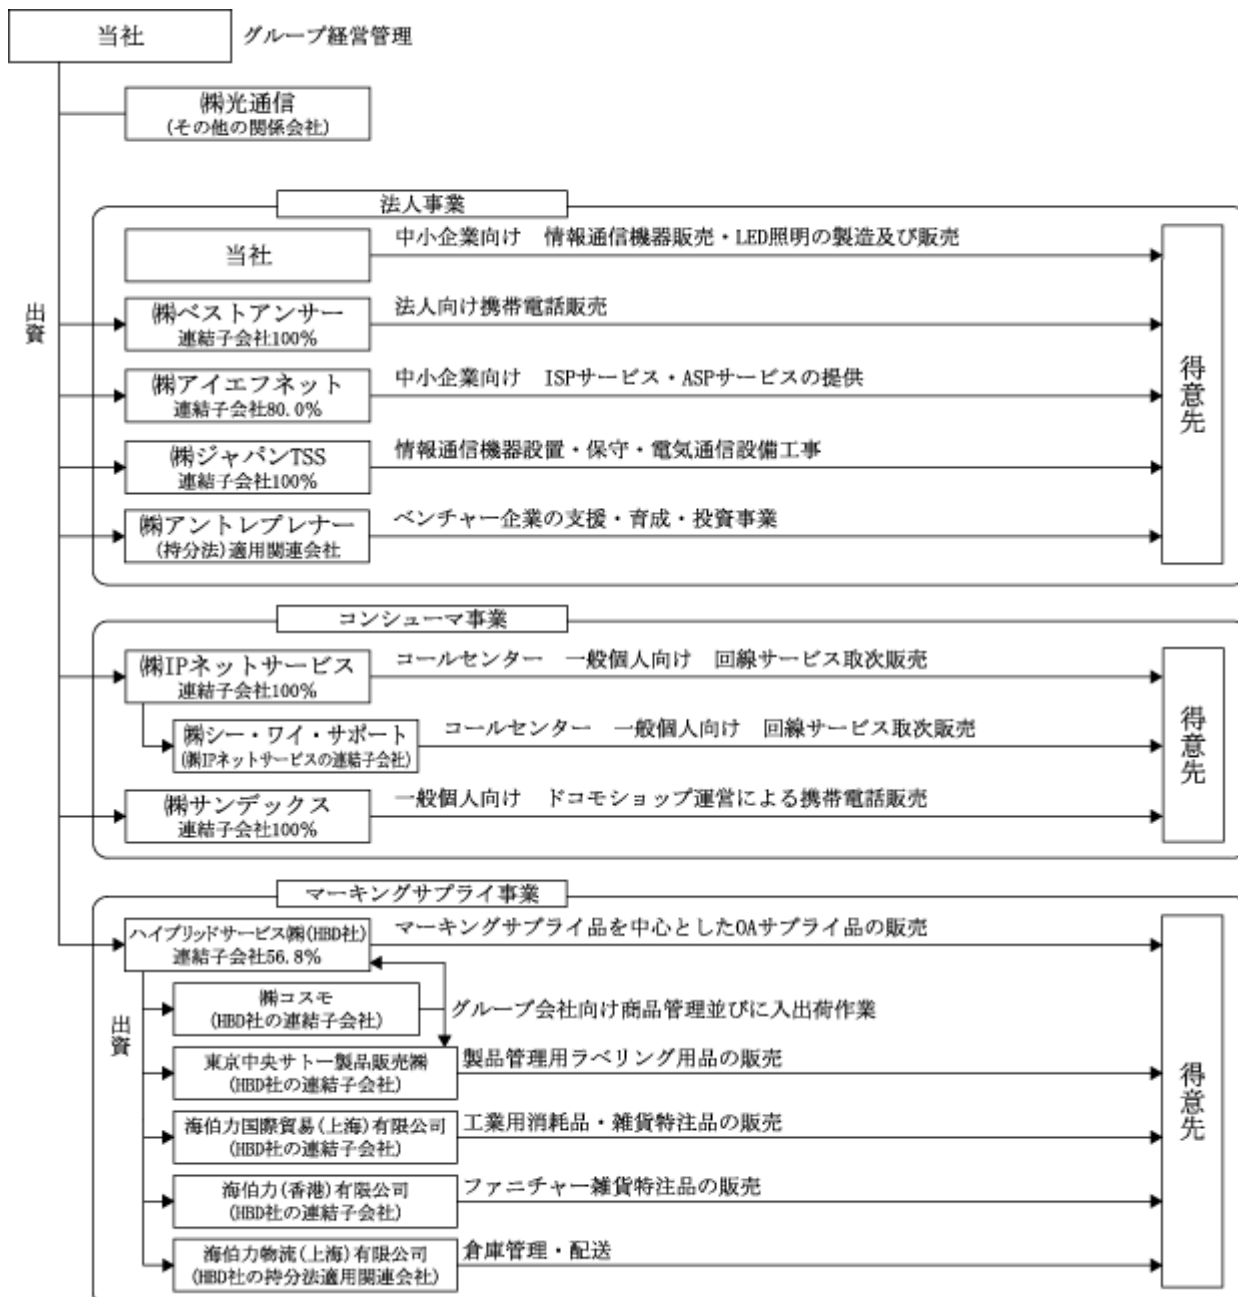 当社
グループ経営管理
㈱光通信
(その他の関係会社)
出資
法人事業
当社
中小企業向け　情報通信機器販売・LED照明の製造及び販売
㈱ベストアンサー
連結子会社100%
法人向け携帯電話販売
㈱アイエフネット
連結子会社80.0%
中小企業向け　ISPサービス・ASPサービスの提供
㈱ジャパンTSS
連結子会社100%
情報通信機器設置・保守・電気通信設備工事
㈱アントレプレナー
(持分法)適用関連会社
ベンチャー企業の支援・育成・投資事業
得意先
コンシューマ事業
㈱IPネットサービス
連結子会社100%
コールセンター　一般個人向け　回線サービス取次販売
㈱シー・ワイ・サポート
(㈱IPネットサービスの連結子会社)
コールセンター　一般個人向け　回線サービス取次販売
㈱サンデックス
連結子会社100%
一般個人向け　ドコモショップ運営による携帯電話販売
得意先
マーキングサプライ事業
ハイブリッドサービス㈱(HBD社)
連結子会社56.8%
マーキングサプライ品を中心としたOAサプライ品の販売
出資
㈱コスモ
(HBD社の連結子会社)
グループ会社向け商品管理並びに入出荷作業
東京中央サトー製品販売㈱
(HBD社の連結子会社)
製品管理用ラベリング用品の販売
海伯力国際貿易(上海)有限公司
(HBD社の連結子会社)
工業用消耗品・雑貨特注品の販売
海伯力(香港)有限公司
(HBD社の連結子会社)
ファニチャー雑貨特注品の販売
海伯力物流(上海)有限公司
(HBD社の持分法適用関連会社)
倉庫管理・配送
得意先